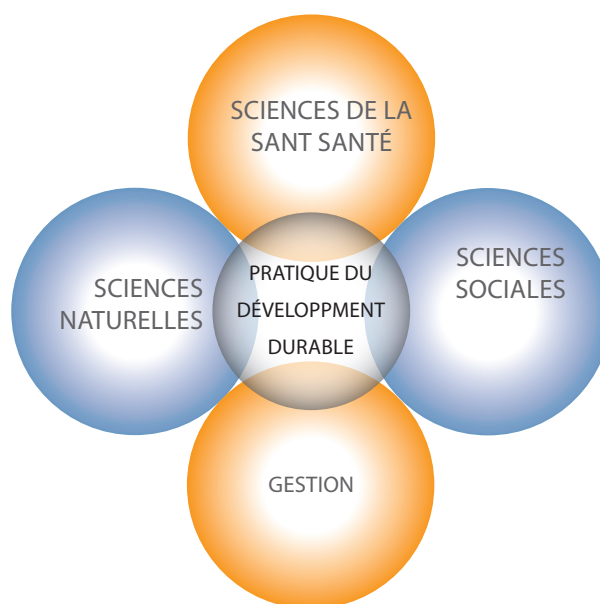 SCIENCES DE LA
SANT SANTÉ
SCIENCES
NATURELLES
PRATIQUE DU
DÉVELOPPMENT
DURABLE
SCIENCES
SOCIALES
GESTION